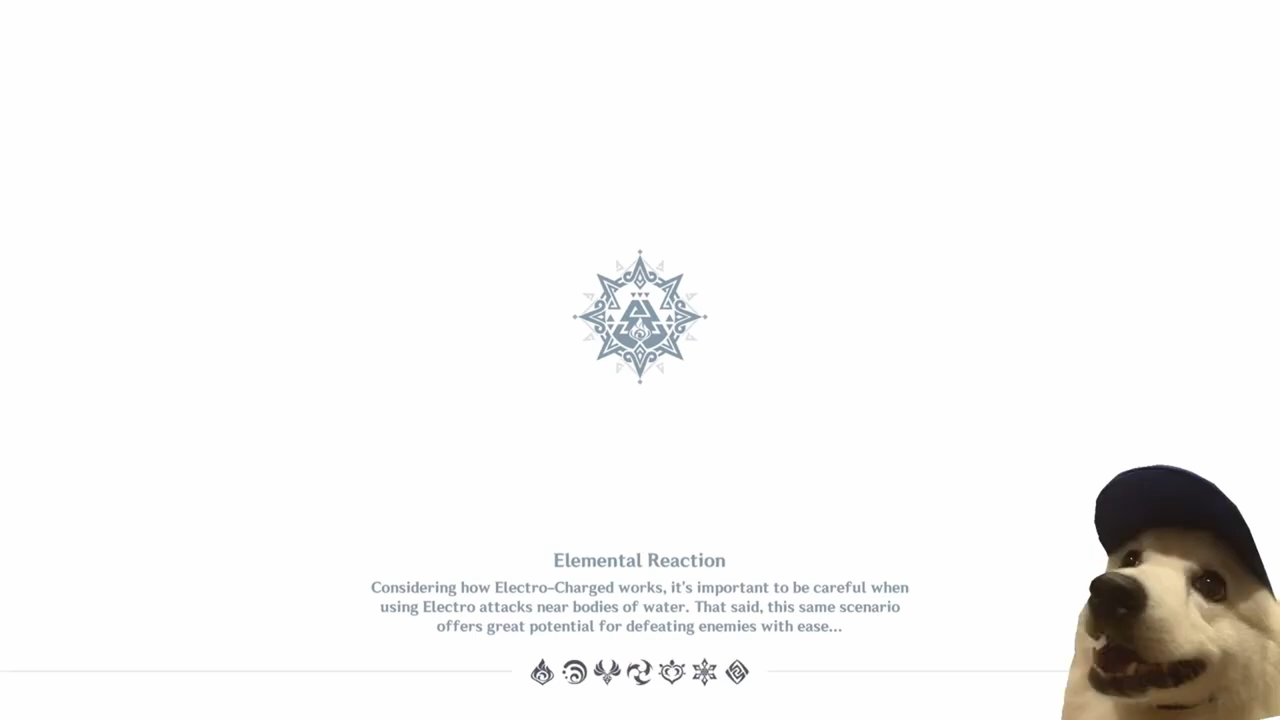 Elemental Reaction
Considering how Electro-Charged works, it's important to be careful when
using Electro attacks near bodies of water. That said, this same scenario
offers great potential for defeating enemies with ease...